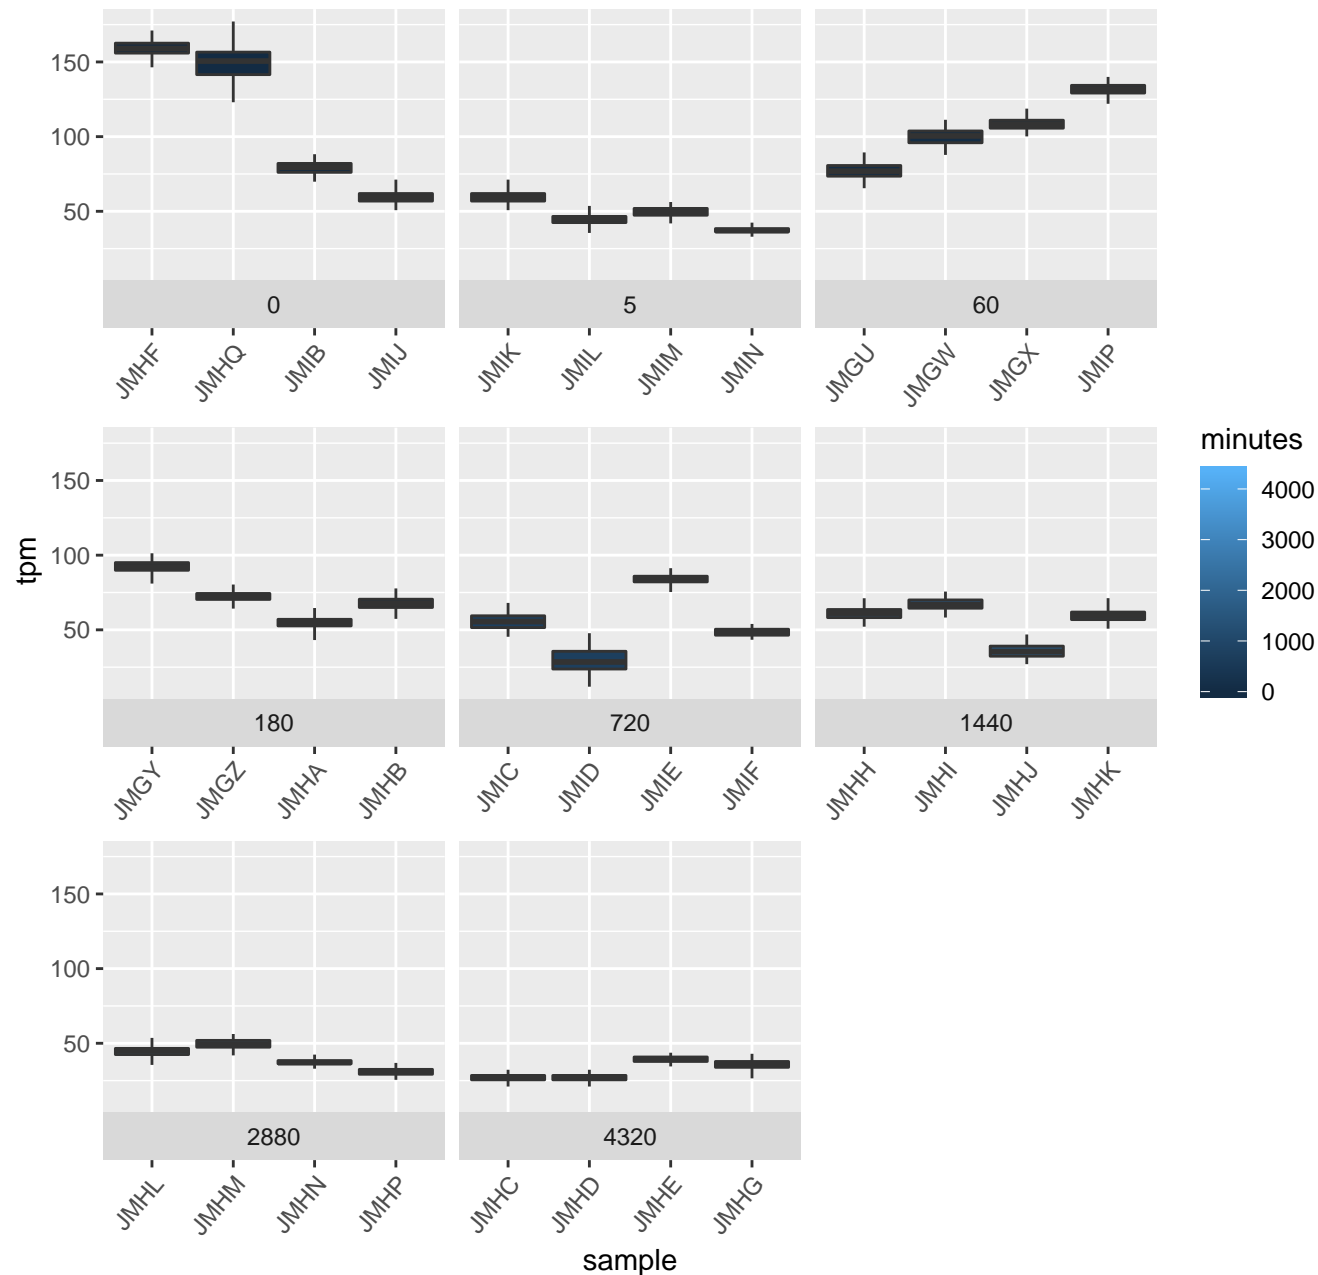 150
100
50
0
5
60
JMHF
JMHQ
JMIB
JMIJ
JMIK
JMIL
JMIM
JMIN
JMGU
JMGW
JMGX
JMIP
tpm
150
100
50
180
720
1440
JMGY
JMGZ
JMHA
JMHB
JMIC
JMID
JMIE
JMIF
JMHH
JMHI
JMHJ
JMHK
minutes
4000
3000
2000
1000
0
150
100
50
2880
4320
JMHL
JMHM
JMHN
JMHP
JMHC
JMHD
JMHE
JMHG
sample